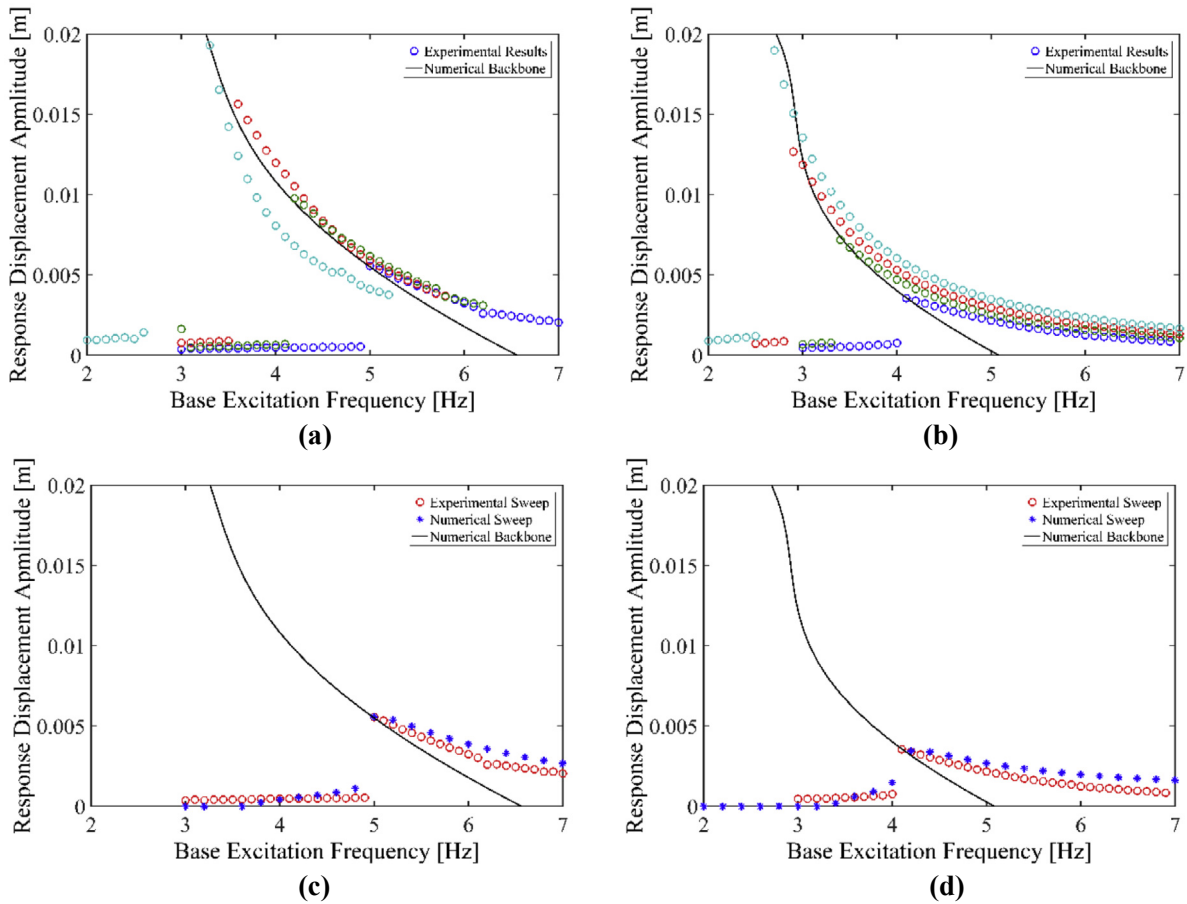 Response Displacement Apmlitude [m]
0.02
0.015
0.01
0.005
0
Experimental Results
Numerical Backbone
2 3 4 5 6 7
Base Excitation Frequency [Hz]
(a)
Response Displacement Apmlitude [m]
0.02
0.015
0.01
0.005
0
Experimental Results
Numerical Backbone
2 3 4 5 6 7
Base Excitation Frequency [Hz]
(b)
Response Displacement Apmlitude [m]
0.02
0.015
0.01
0.005
0
Experimental Sweep
Numerical Sweep
Numerical Backbone
2 3 4 5 6 7
Base Excitation Frequency [Hz]
(c)
Response Displacement Apmlitude [m]
0.02
0.015
0.01
0.005
0
Experimental Sweep
Numerical Sweep
Numerical Backbone
2 3 4 5 6 7
Base Excitation Frequency [Hz]
(d)